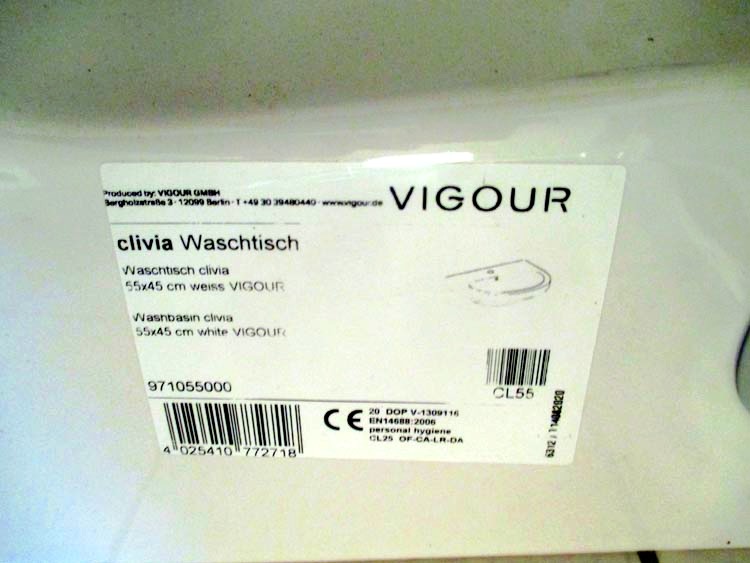 Produced by: VIGOUR GMBH
Bergholzstraße 3 · 12099 Berlin · T +49 30 39480440 · www.vigour.de
VIGOUR
clivia Waschtisch
Waschtisch clivia
55x45 cm weiss VIGOUR
Washbasin clivia
55x45 cm white VIGOUR
971055000
CL55
4 025410 772718
CE
20 DOP V-1309116
EN14688:2006
personal hygiene
CL25 OF-CA-LR-DA
6312 /